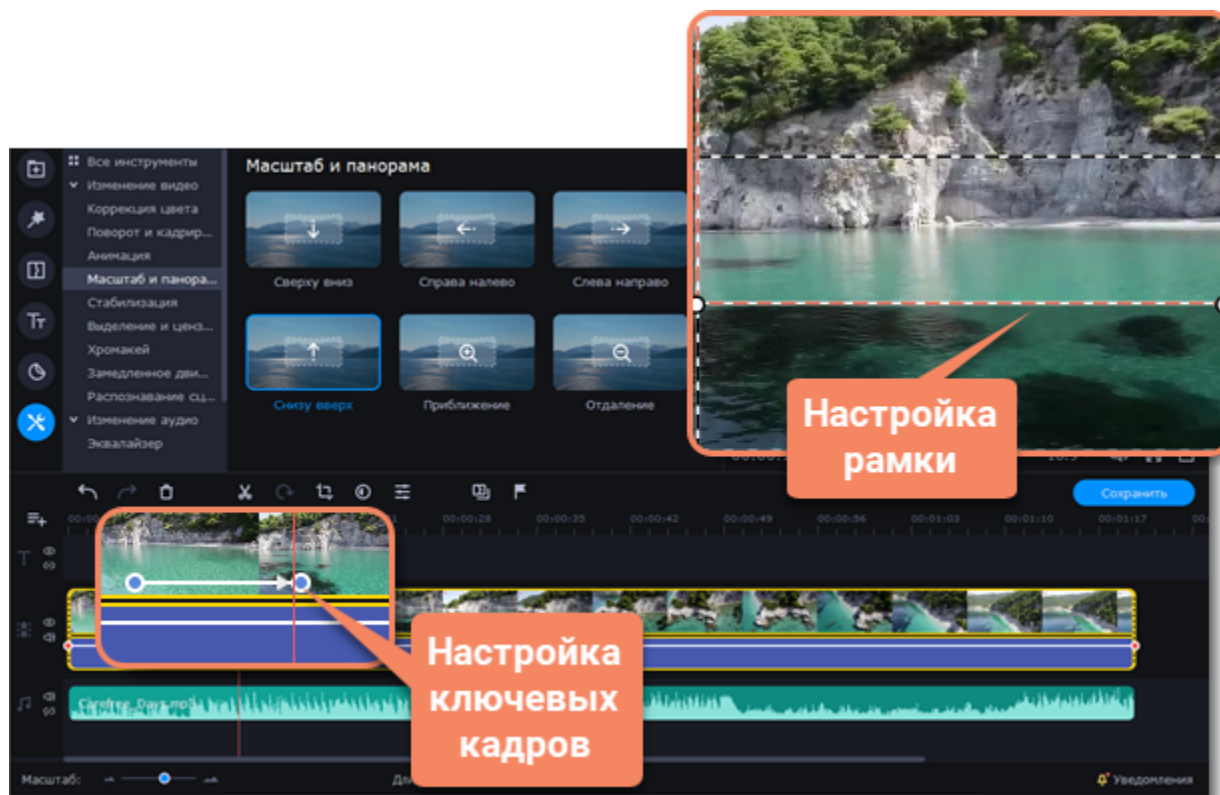 Все инструменты
Изменение видео
Коррекция цвета
Поворот и кадрир...
Анимация
Масштаб и панора...
Стабилизация
Выделение и ценз...
Хромакей
Замедленное дви...
Распознавание сц...
Изменение аудио
Эквалайзер
Масштаб и панорама
Сверху вниз
Справа налево
Слева направо
Снизу вверх
Приближение
Отдаление
Настройка
рамки
Сохранить
00:00:28 00:00:35 00:00:42 00:00:49 00:00:56 00:01:03 00:01:10 00:01:17
Настройка
ключевых
кадров
Carefree_Days.mp3
Масштаб:
Уведомления